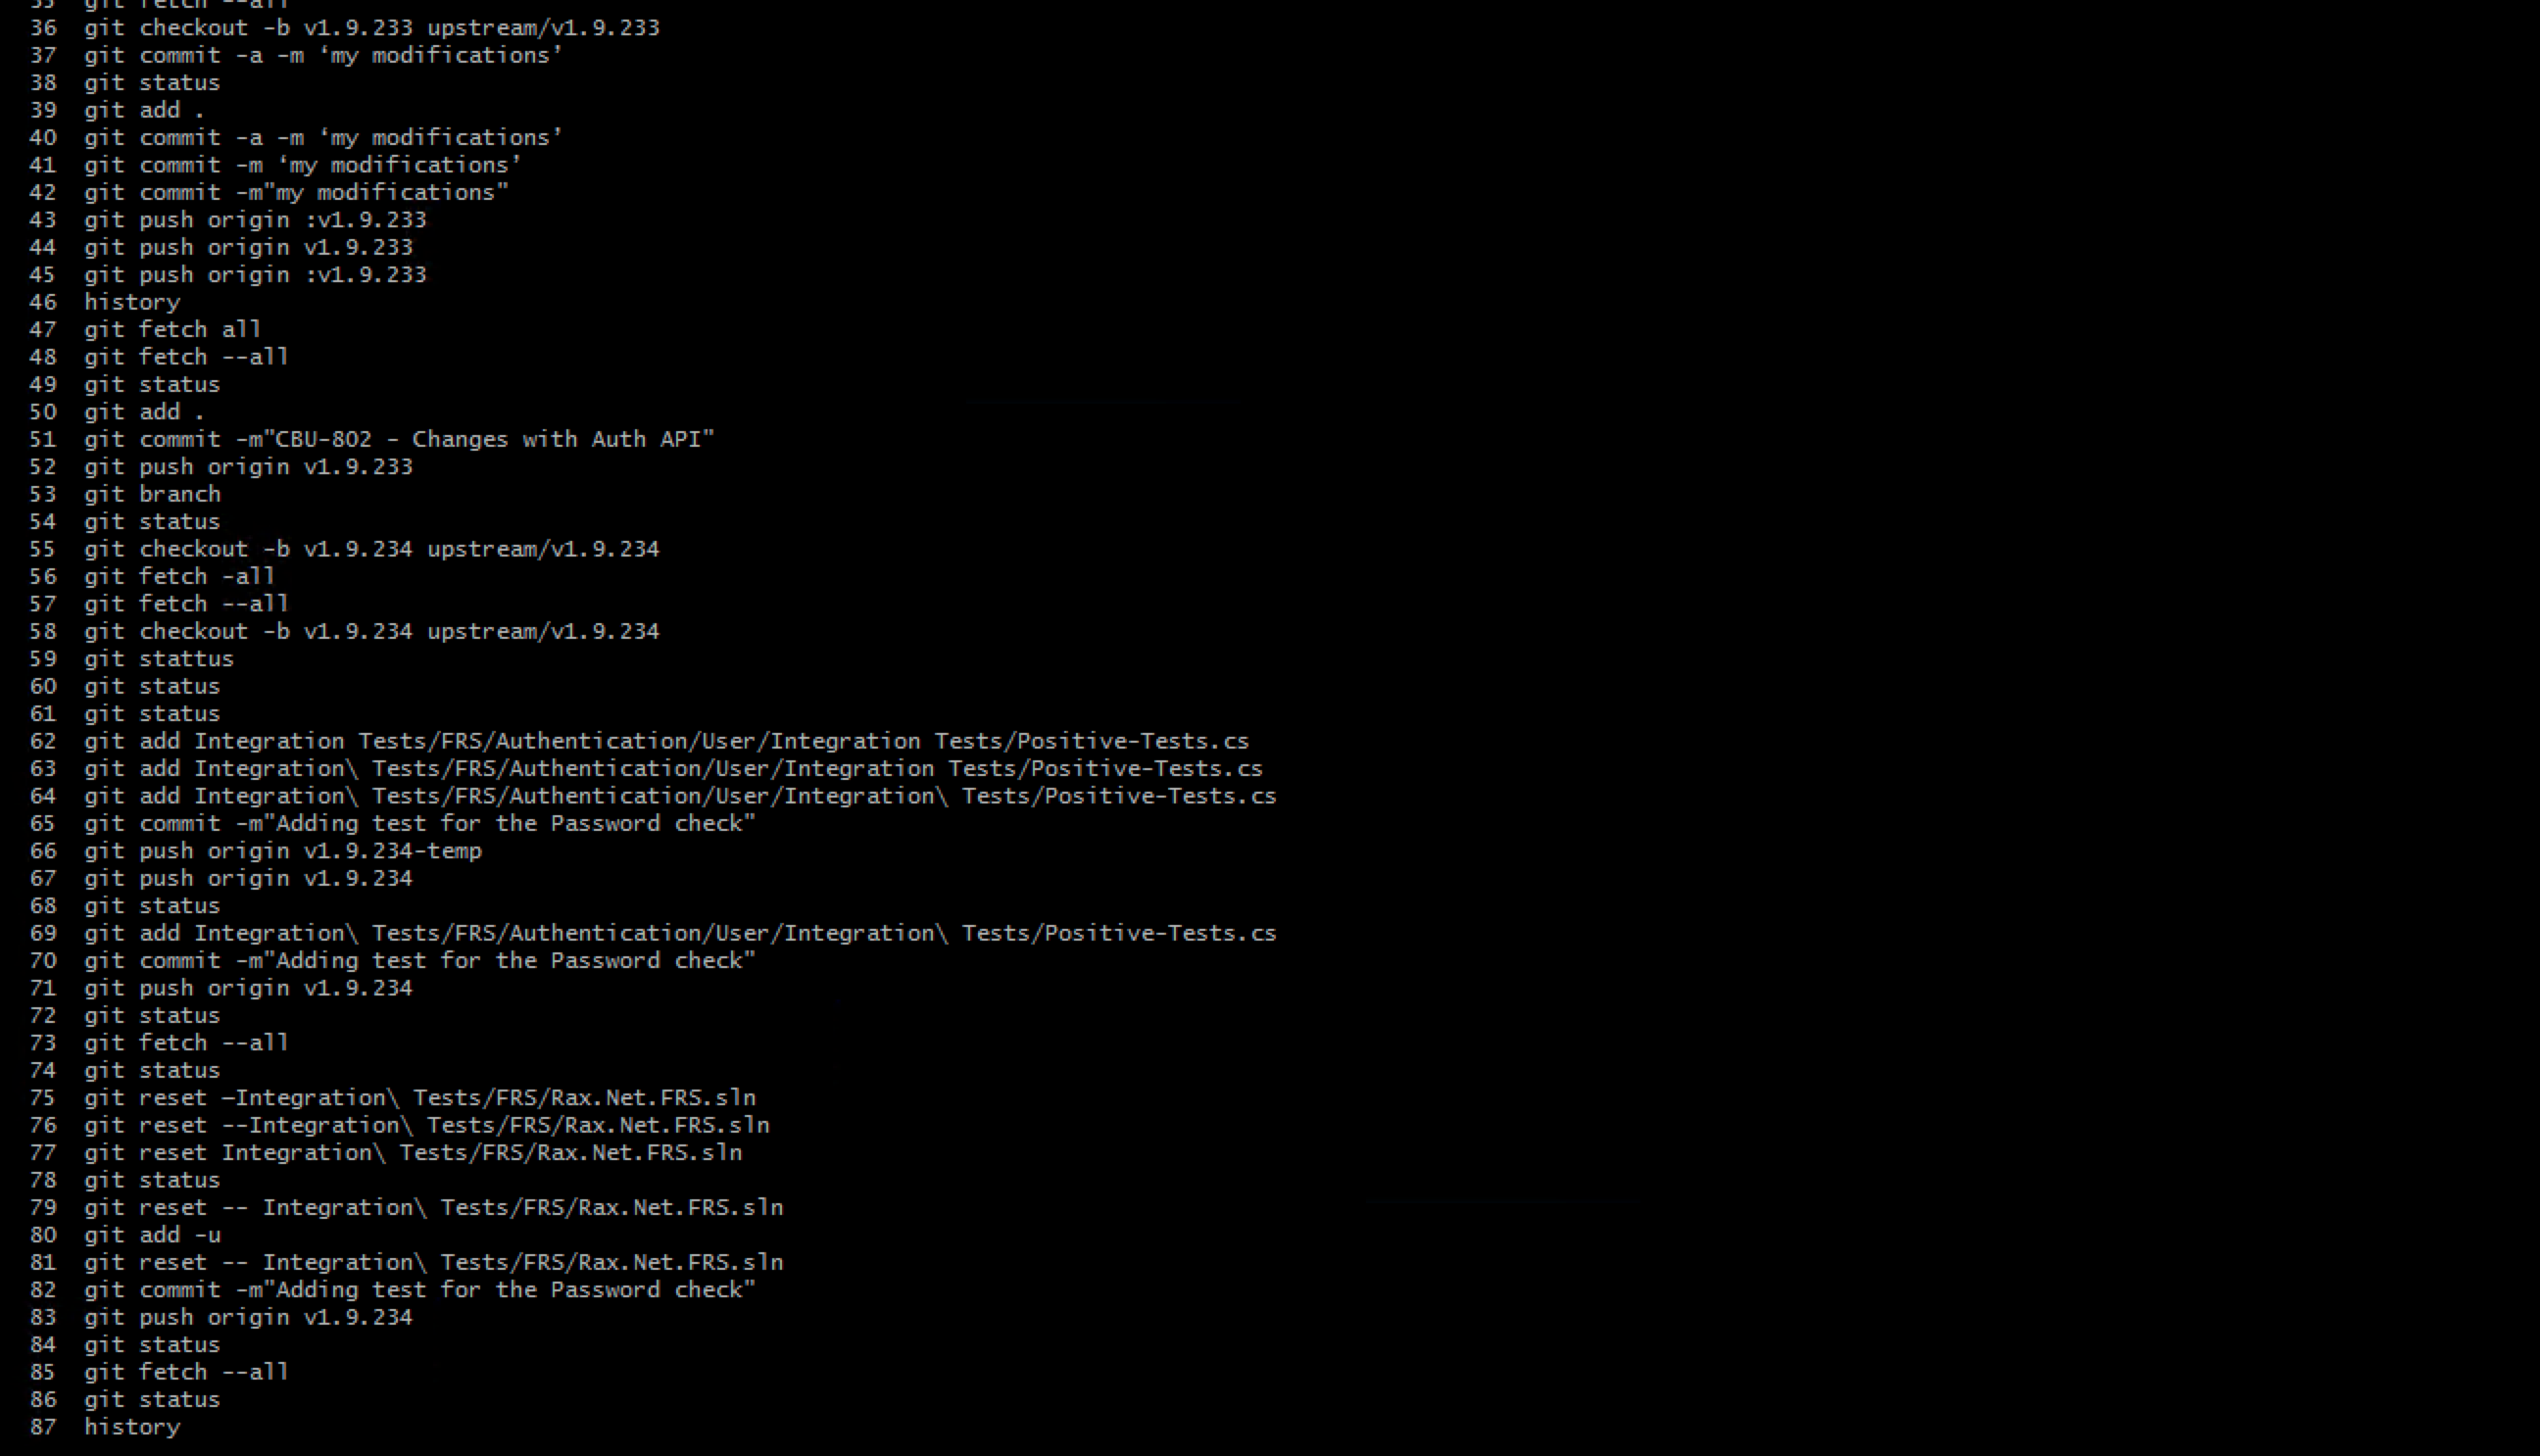 35  git fetch --all
36  git checkout -b v1.9.233 upstream/v1.9.233
37  git commit -a -m ‘my modifications’
38  git status
39  git add .
40  git commit -a -m ‘my modifications’
41  git commit -m ‘my modifications’
42  git commit -m"my modifications"
43  git push origin :v1.9.233
44  git push origin v1.9.233
45  git push origin :v1.9.233
46  history
47  git fetch all
48  git fetch --all
49  git status
50  git add .
51  git commit -m"CBU-802 - Changes with Auth API"
52  git push origin v1.9.233
53  git branch
54  git status
55  git checkout -b v1.9.234 upstream/v1.9.234
56  git fetch -all
57  git fetch --all
58  git checkout -b v1.9.234 upstream/v1.9.234
59  git stattus
60  git status
61  git status
62  git add Integration Tests/FRS/Authentication/User/Integration Tests/Positive-Tests.cs
63  git add Integration\ Tests/FRS/Authentication/User/Integration Tests/Positive-Tests.cs
64  git add Integration\ Tests/FRS/Authentication/User/Integration\ Tests/Positive-Tests.cs
65  git commit -m"Adding test for the Password check"
66  git push origin v1.9.234-temp
67  git push origin v1.9.234
68  git status
69  git add Integration\ Tests/FRS/Authentication/User/Integration\ Tests/Positive-Tests.cs
70  git commit -m"Adding test for the Password check"
71  git push origin v1.9.234
72  git status
73  git fetch --all
74  git status
75  git reset –Integration\ Tests/FRS/Rax.Net.FRS.sln
76  git reset --Integration\ Tests/FRS/Rax.Net.FRS.sln
77  git reset Integration\ Tests/FRS/Rax.Net.FRS.sln
78  git status
79  git reset -- Integration\ Tests/FRS/Rax.Net.FRS.sln
80  git add -u
81  git reset -- Integration\ Tests/FRS/Rax.Net.FRS.sln
82  git commit -m"Adding test for the Password check"
83  git push origin v1.9.234
84  git status
85  git fetch --all
86  git status
87  history